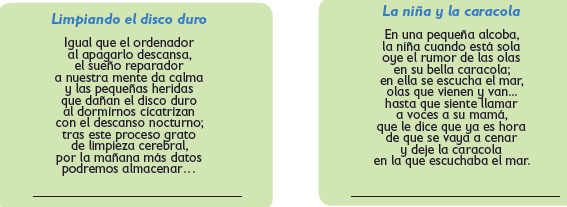 Limpiando el disco duro
Igual que el ordenador
al apagarlo descansa,
el sueño reparador
a nuestra mente da calma
y las pequeñas heridas
que dañan el disco duro
al dormirnos cicatrizan
con el descanso nocturno;
tras este proceso grato
de limpieza cerebral,
por la mañana más datos
podremos almacenar...
La niña y la caracola
En una pequeña alcoba,
la niña cuando está sola
oye el rumor de las olas
en su bella caracola;
en ella se escucha el mar,
olas que vienen y van...
hasta que siente llamar
a voces a su mamá,
que le dice que ya es hora
de que se vaya a cenar
y deje la caracola
en la que escuchaba el mar.